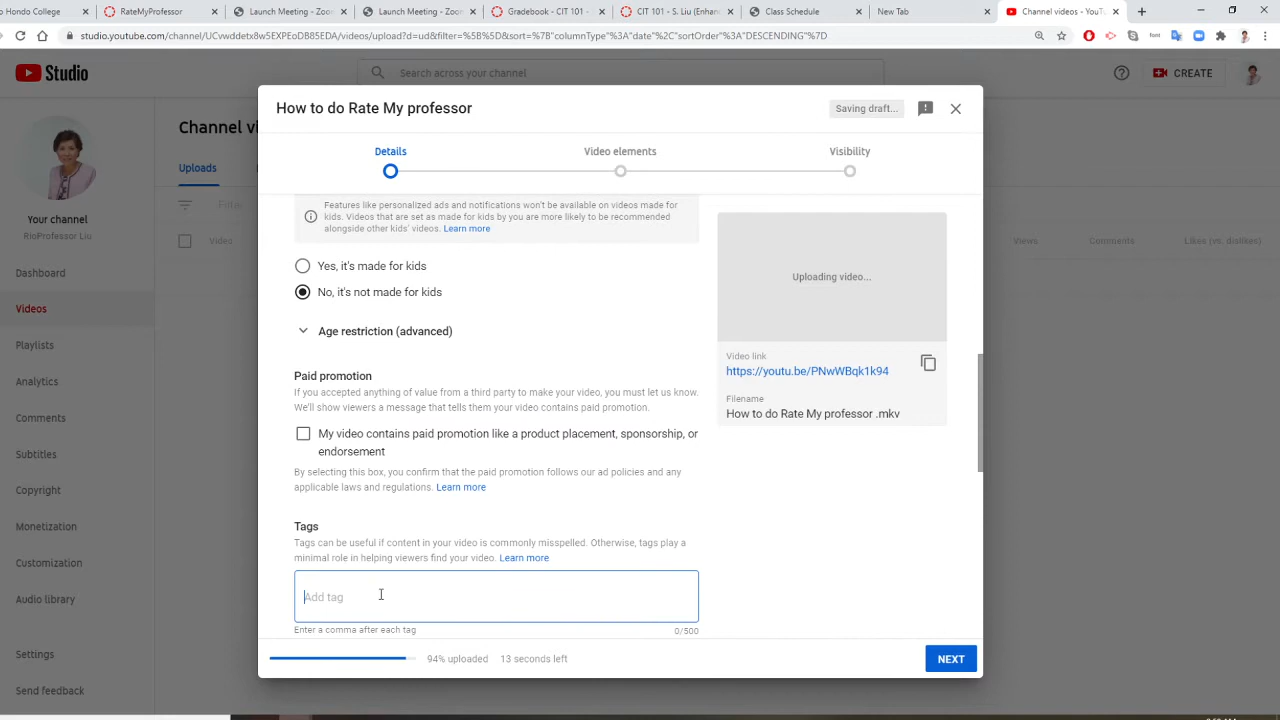 o Hondo College
RateMyProfessor
Launch Meeting - Zoom
Launch Meeting - Zoom
Gradebook - CIT 101 -
CIT 101 - S. Liu (Enhanc
Class Schedule
New Tab
Channel videos - YouTu
studio.youtube.com/channel/UCvwddetx8w5EXPEoDB85EDA/videos/upload?d=ud&filter=%5B%5D&sort=%7B"columnType"%3A"date"%2C"sortOrder"%3A"DESCENDING"%7D
Studio
Search across your channel
CREATE
Your channel
RioProfessor Liu
Dashboard
Videos
Playlists
Analytics
Comments
Subtitles
Copyright
Monetization
Customization
Audio library
Settings
Send feedback
Channel vi
Uploads
Filter
Video
Views
Comments
Likes (vs. dislikes)
How to do Rate My professor
Saving draft...
Details
Video elements
Visibility
Features like personalized ads and notifications won't be available on videos made for
kids. Videos that are set as made for kids by you are more likely to be recommended
alongside other kids' videos. Learn more
Yes, it's made for kids
No, it's not made for kids
Age restriction (advanced)
Paid promotion
If you accepted anything of value from a third party to make your video, you must let us know.
We'll show viewers a message that tells them your video contains paid promotion.
My video contains paid promotion like a product placement, sponsorship, or
endorsement
By selecting this box, you confirm that the paid promotion follows our ad policies and any
applicable laws and regulations. Learn more
Tags
Tags can be useful if content in your video is commonly misspelled. Otherwise, tags play a
minimal role in helping viewers find your video. Learn more
Add tag
Enter a comma after each tag
0/500
Uploading video...
Video link
https://youtu.be/PNwWBqk1k94
Filename
How to do Rate My professor .mkv
94% uploaded
13 seconds left
NEXT